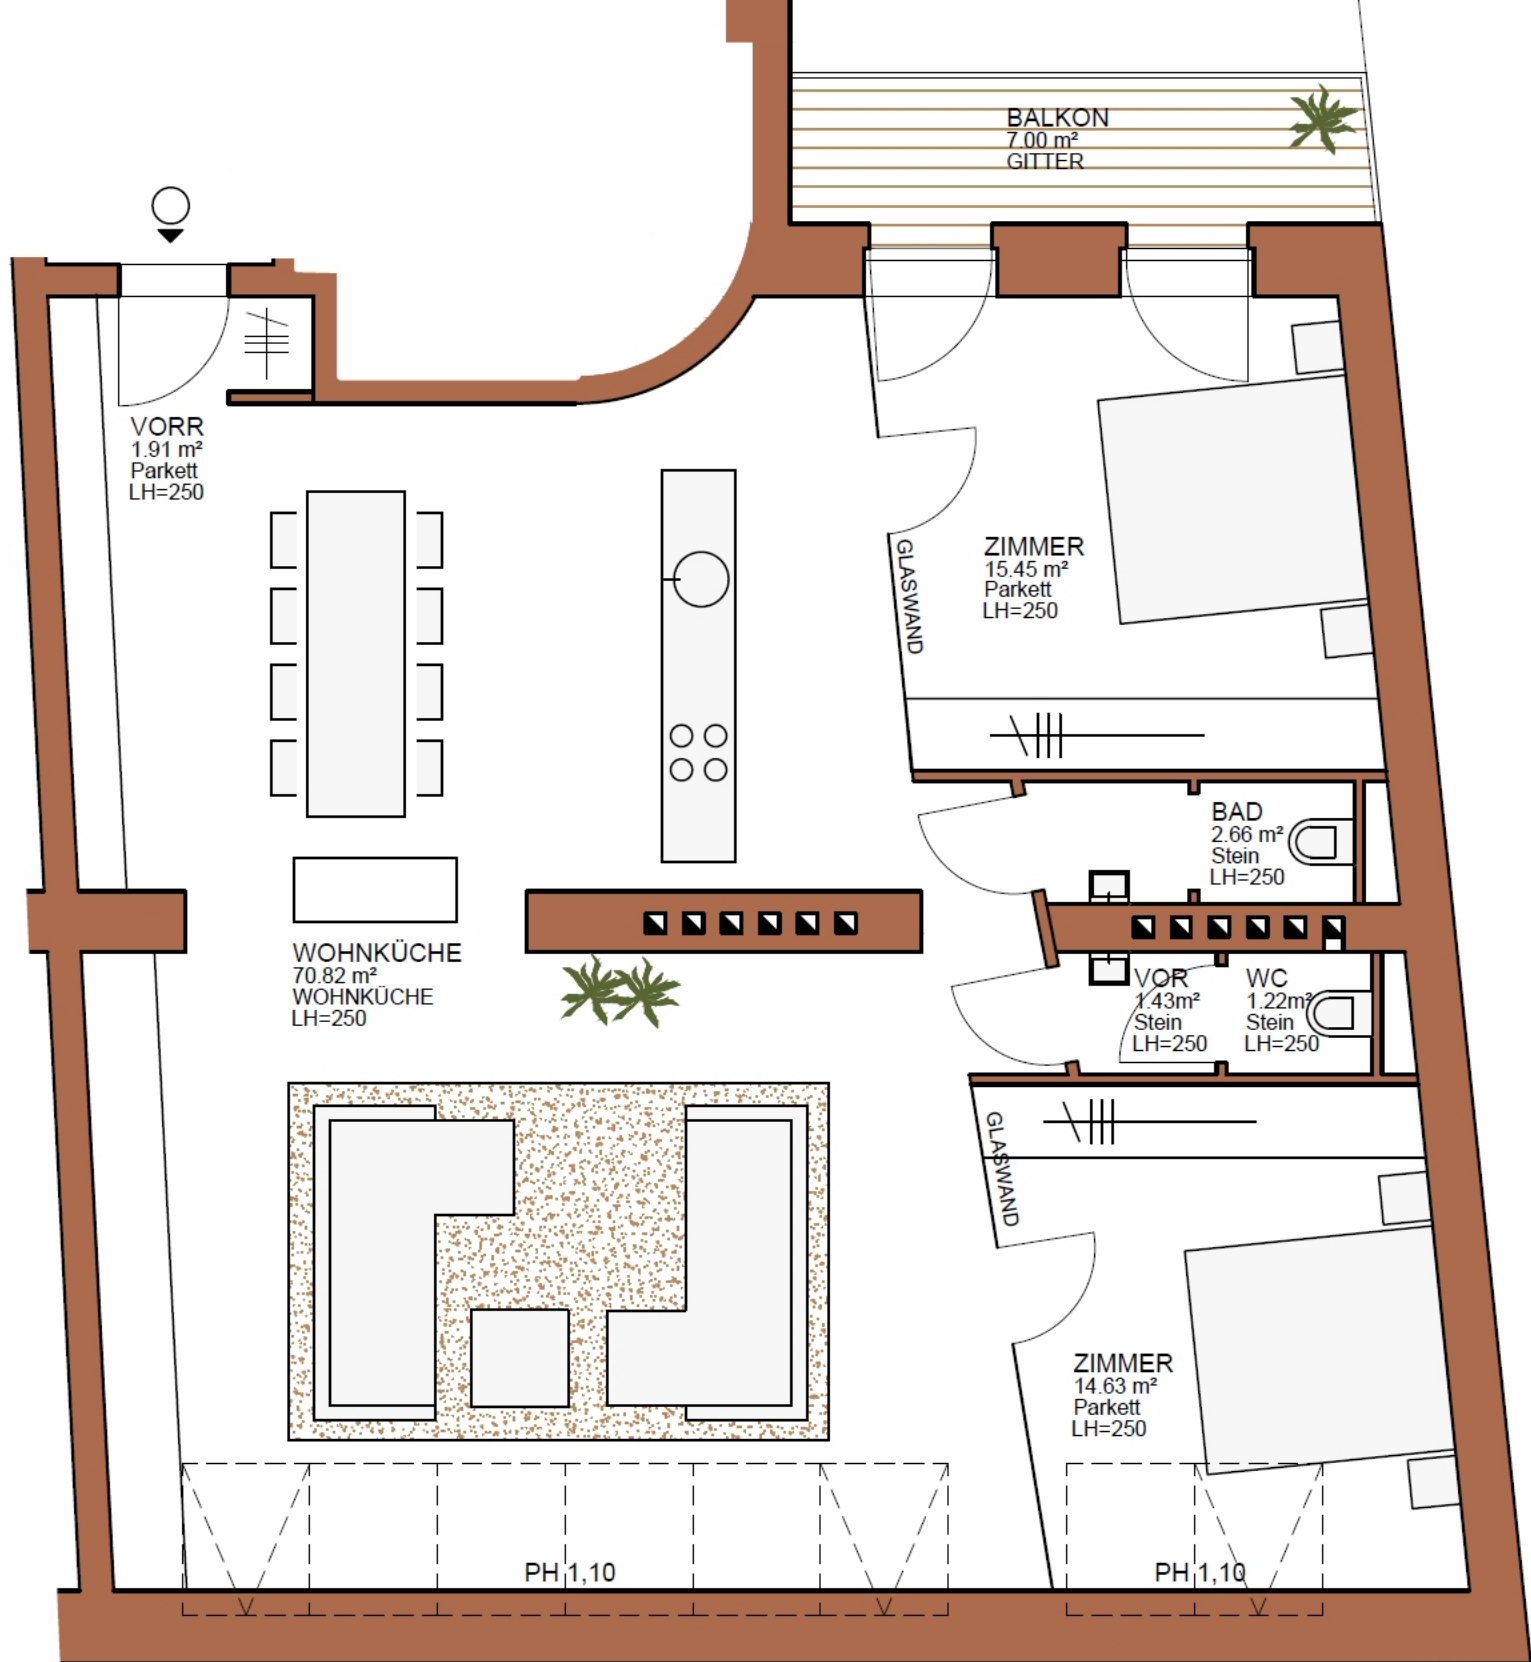 BALKON
7.00 m²
GITTER
VORR
1.91 m²
Parkett
LH=250
GLASWAND
ZIMMER
15.45 m²
Parkett
LH=250
BAD
2.66 m²
Stein
LH=250
WOHNKÜCHE
70.82 m²
WOHNKÜCHE
LH=250
VOR
1.43m²
Stein
LH=250
WC
1.22m²
Stein
LH=250
GLASWAND
ZIMMER
14.63 m²
Parkett
LH=250
PH 1,10
PH 1,10